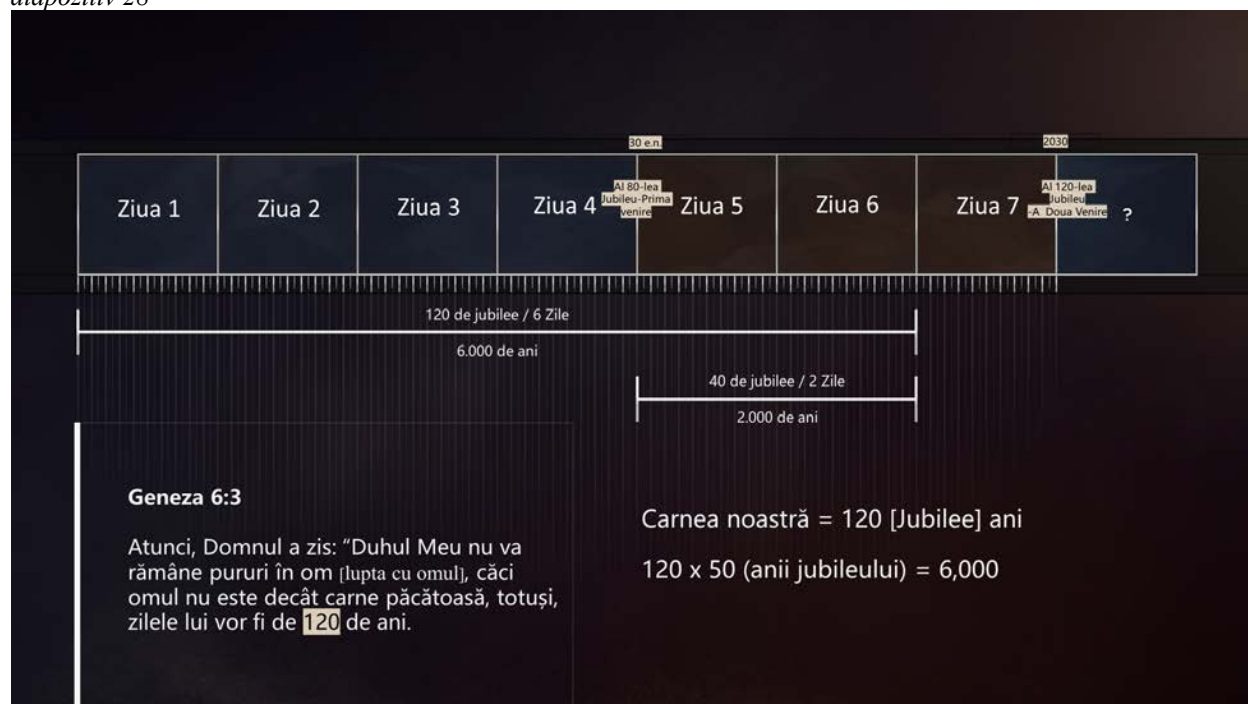 diapozitiv 28
30 e.n.
2030
Ziua 1
Ziua 2
Ziua 3
Ziua 4
Al 80-lea
Jubileu-Prima
venire
Ziua 5
Ziua 6
Ziua 7
Al 120-lea
Jubileu
-A Doua Venire
?
120 de jubilee / 6 Zile
6.000 de ani
40 de jubilee / 2 Zile
2.000 de ani
Geneza 6:3
Atunci, Domnul a zis: “Duhul Meu nu va
rămâne pururi în om [lupta cu omul], căci
omul nu este decât carne păcătoasă, totuși,
zilele lui vor fi de 120 de ani.
Carnea noastră = 120 [Jubilee] ani
120 x 50 (anii jubileului) = 6,000